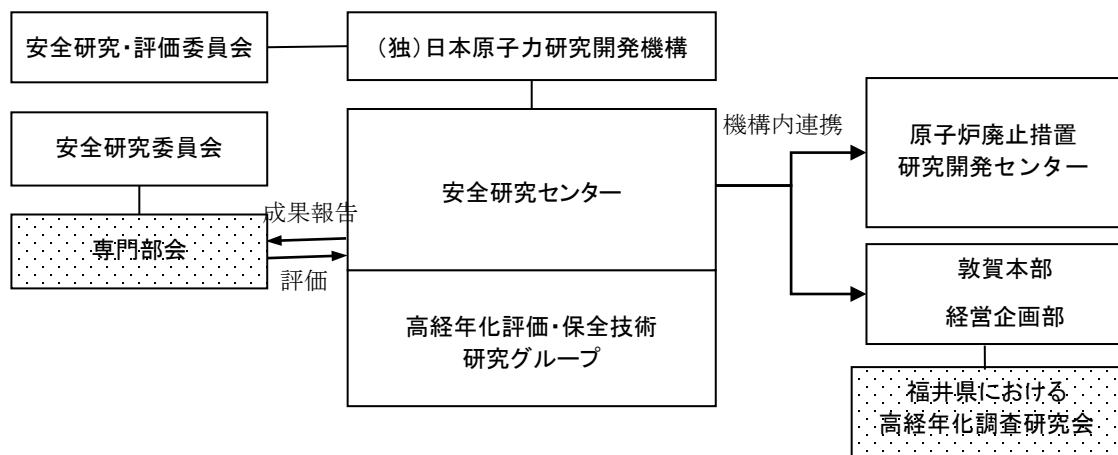 安全研究・評価委員会
（独）日本原子力研究開発機構
安全研究委員会
専門部会
成果報告
評価
安全研究センター
高経年化評価・保全技術
研究グループ
機構内連携
原子炉廃止措置
研究開発センター
敦賀本部
経営企画部
福井県における
高経年化調査研究会